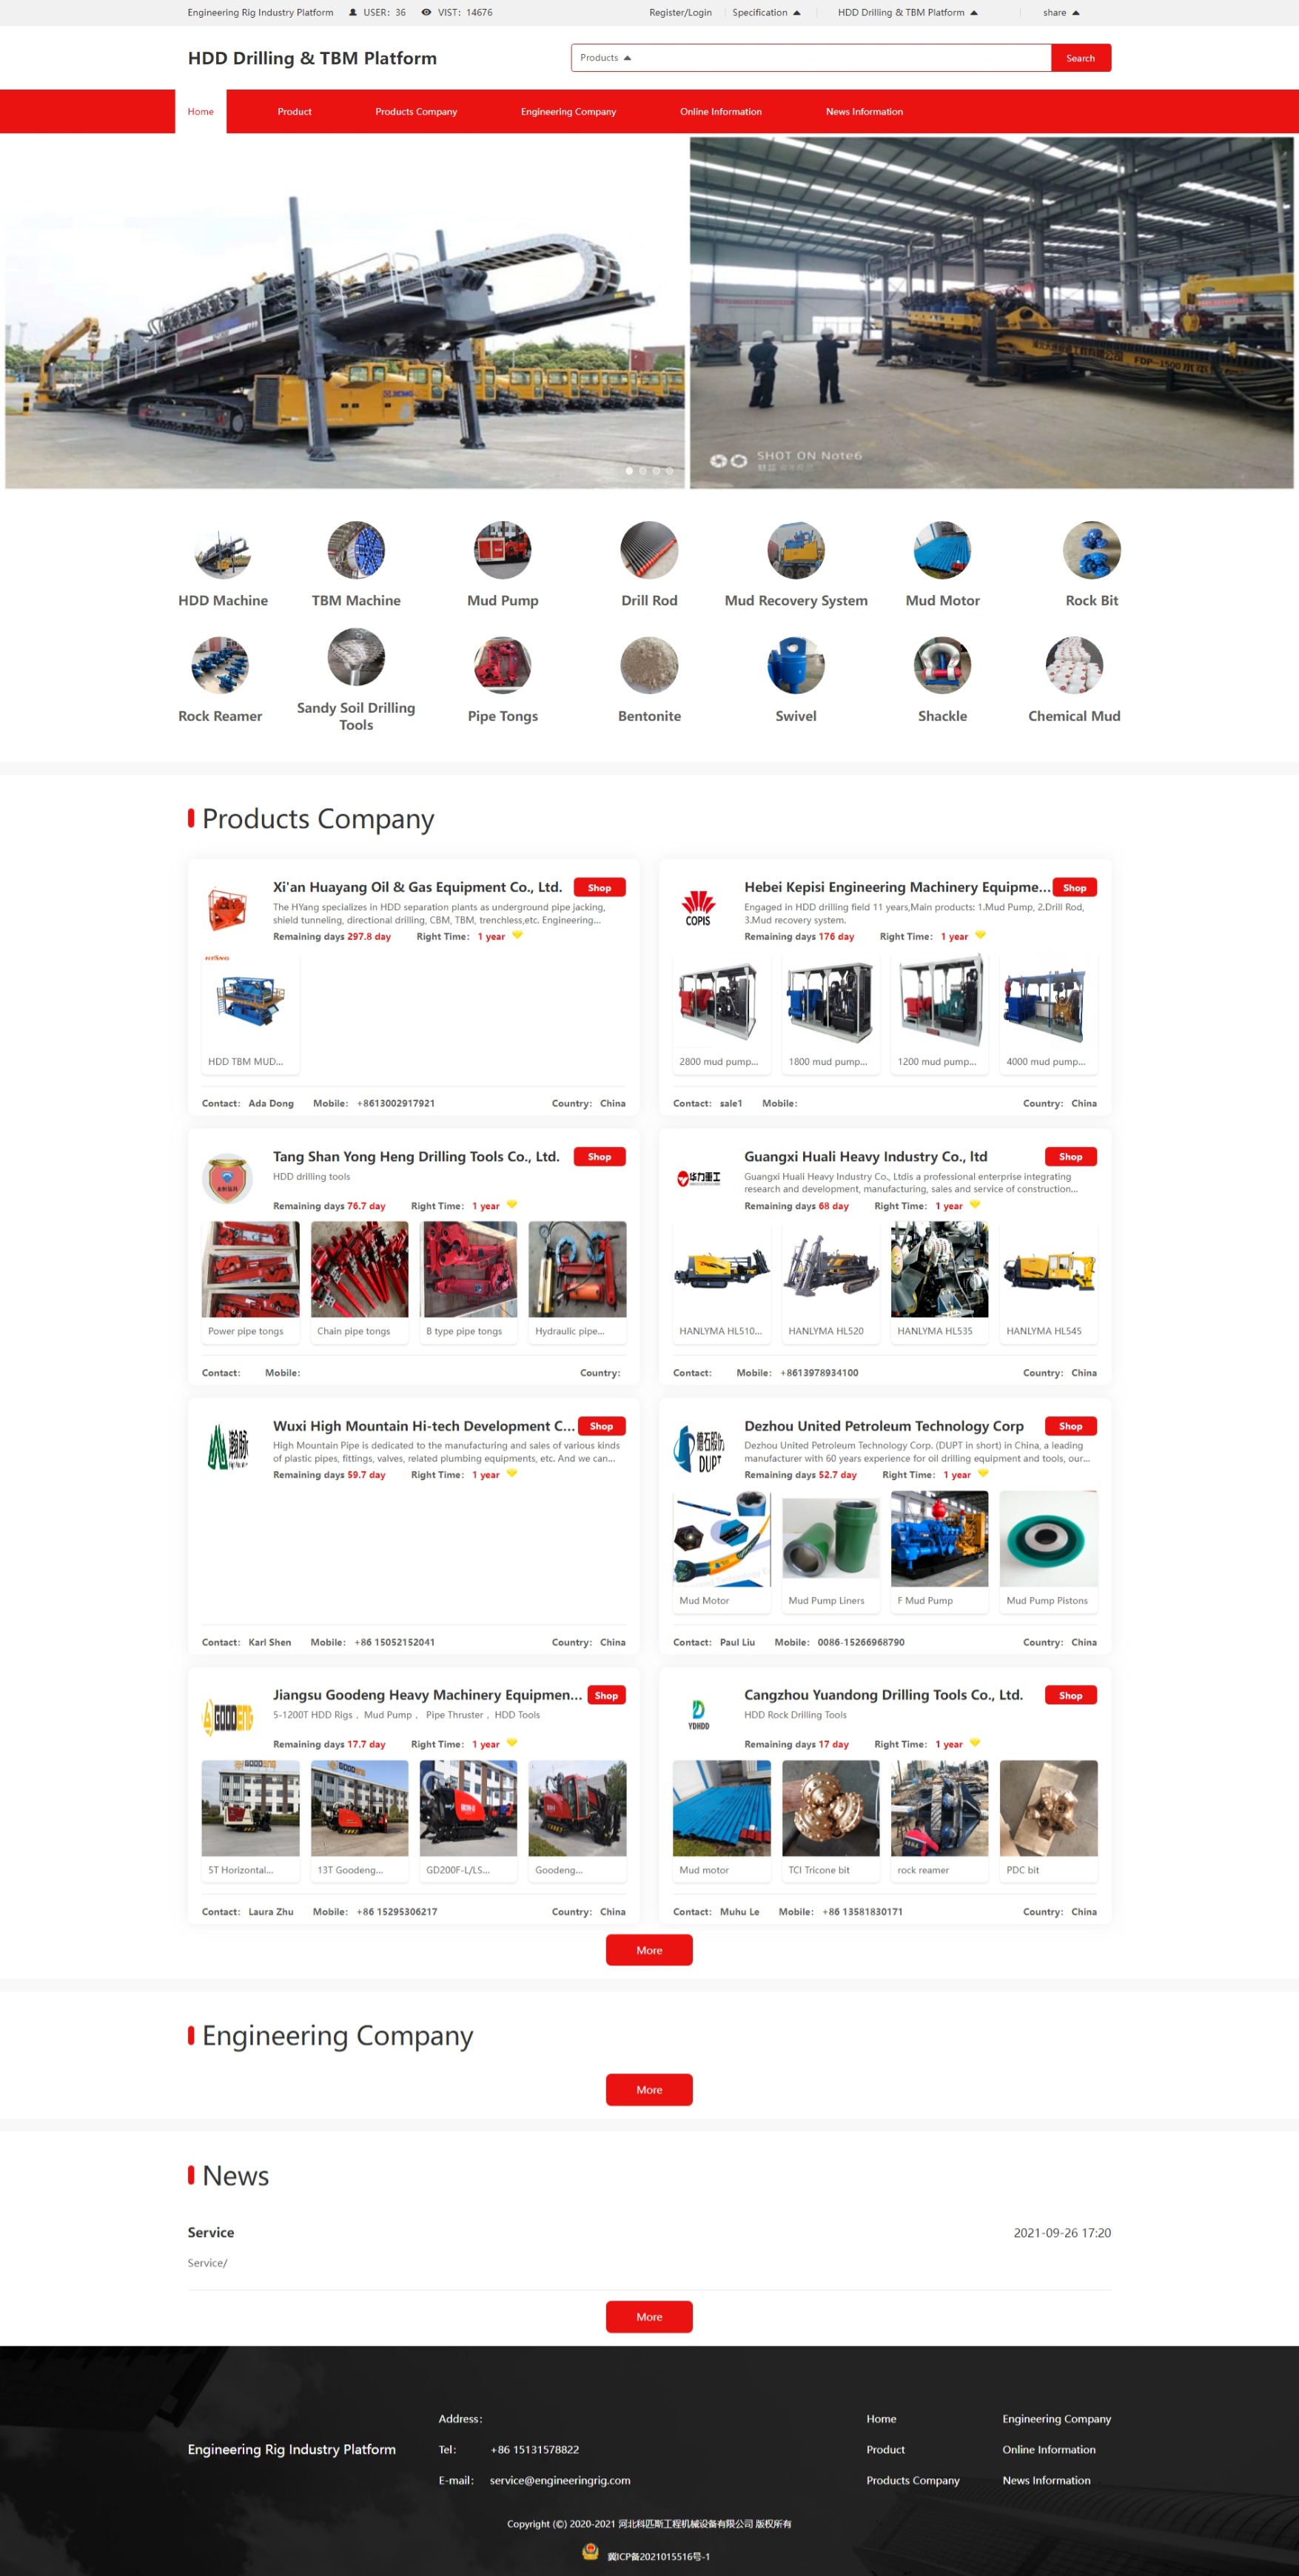 Engineering Rig Industry Platform USER: 36 VIST: 14676 Register/Login Specification HDD Drilling & TBM Platform share
HDD Drilling & TBM Platform
Products Search
Home Product Products Company Engineering Company Online Information News Information
XCMG
FDP-1500
SHOT ON Note6
HDD Machine TBM Machine Mud Pump Drill Rod Mud Recovery System Mud Motor Rock Bit
Rock Reamer Sandy Soil Drilling Tools Pipe Tongs Bentonite Swivel Shackle Chemical Mud
Products Company
Xi'an Huayang Oil & Gas Equipment Co., Ltd. Shop
The HYang specializes in HDD separation plants as underground pipe jacking,
shield tunneling, directional drilling, CBM, TBM, trenchless,etc. Engineering...
Remaining days 297.8 day Right Time: 1 year
HDD TBM MUD...
Contact: Ada Dong Mobile: +8613002917921 Country: China
COPIS
Hebei Kepisi Engineering Machinery Equipme... Shop
Engaged in HDD drilling field 11 years,Main products: 1.Mud Pump, 2.Drill Rod,
3.Mud recovery system.
Remaining days 176 day Right Time: 1 year
2800 mud pump... 1800 mud pump... 1200 mud pump... 4000 mud pump...
Contact: sale1 Mobile: Country: China
Tang Shan Yong Heng Drilling Tools Co., Ltd. Shop
HDD drilling tools
Remaining days 76.7 day Right Time: 1 year
Power pipe tongs Chain pipe tongs B type pipe tongs Hydraulic pipe...
Contact: Mobile: Country:
华力重工
Guangxi Huali Heavy Industry Co., ltd Shop
Guangxi Huali Heavy Industry Co., Ltdis a professional enterprise integrating
research and development, manufacturing, sales and service of construction...
Remaining days 68 day Right Time: 1 year
HANLYMA HL510... HANLYMA HL520 HANLYMA HL535 HANLYMA HL545
Contact: Mobile: +8613978934100 Country: China
瀚脉
Wuxi High Mountain Hi-tech Development C... Shop
High Mountain Pipe is dedicated to the manufacturing and sales of various kinds
of plastic pipes, fittings, valves, related plumbing equipments, etc. And we can...
Remaining days 59.7 day Right Time: 1 year
Contact: Karl Shen Mobile: +86 15052152041 Country: China
德石股份
DUPT
Dezhou United Petroleum Technology Corp Shop
Dezhou United Petroleum Technology Corp. (DUPT in short) in China, a leading
manufacturer with 60 years experience for oil drilling equipment and tools, our...
Remaining days 52.7 day Right Time: 1 year
Mud Motor Mud Pump Liners F Mud Pump Mud Pump Pistons
Contact: Paul Liu Mobile: 0086-15266968790 Country: China
GOODENG
Jiangsu Goodeng Heavy Machinery Equipmen... Shop
5-1200T HDD Rigs , Mud Pump , Pipe Thruster , HDD Tools
Remaining days 17.7 day Right Time: 1 year
5T Horizontal... 13T Goodeng... GD200F-L/LS... Goodeng...
Contact: Laura Zhu Mobile: +86 15295306217 Country: China
YDHDD
Cangzhou Yuandong Drilling Tools Co., Ltd. Shop
HDD Rock Drilling Tools
Remaining days 17 day Right Time: 1 year
Mud motor TCI Tricone bit rock reamer PDC bit
Contact: Muhu Le Mobile: +86 13581830171 Country: China
More
Engineering Company
More
News
Service 2021-09-26 17:20
Service/
More
Engineering Rig Industry Platform
Address:
Tel: +86 15131578822
E-mail: service@engineeringrig.com
Home Engineering Company
Product Online Information
Products Company News Information
Copyright (©) 2020-2021 河北科匹斯工程机械设备有限公司 版权所有
冀ICP备2021015516号-1